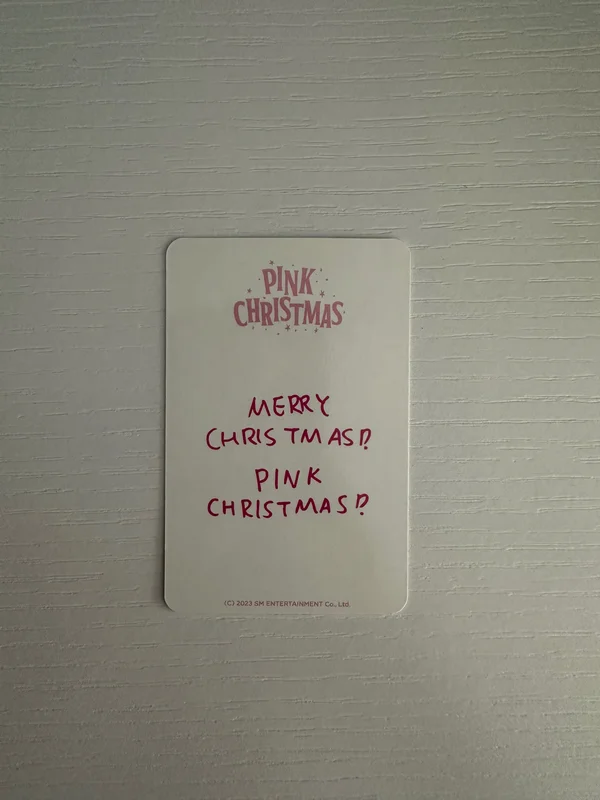 PINK
CHRISTMAS
MERRY
CHRISTMAS!?
PINK
CHRISTMAS!?
(C) 2023 SM ENTERTAINMENT Co., Ltd.